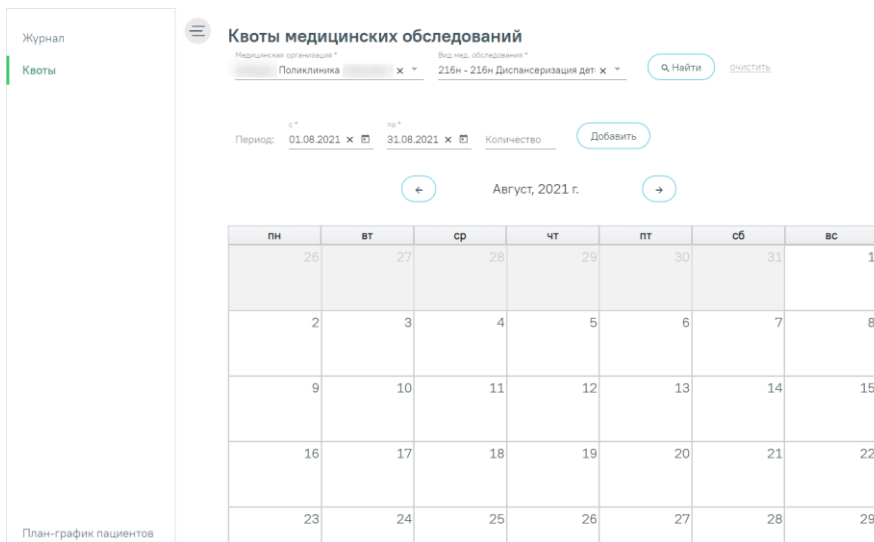 Журнал
Квоты
Квоты медицинских обследований
Медицинская организация * Вид мед. обследования *
Поликлиника 216н - 216н Диспансеризация дет Найти очистить
с * по *
Период: 01.08.2021 31.08.2021 Количество Добавить
Август, 2021 г.
пн вт ср чт пт сб вс
26 27 28 29 30 31 1
2 3 4 5 6 7 8
9 10 11 12 13 14 15
16 17 18 19 20 21 22
23 24 25 26 27 28 29
План-график пациентов